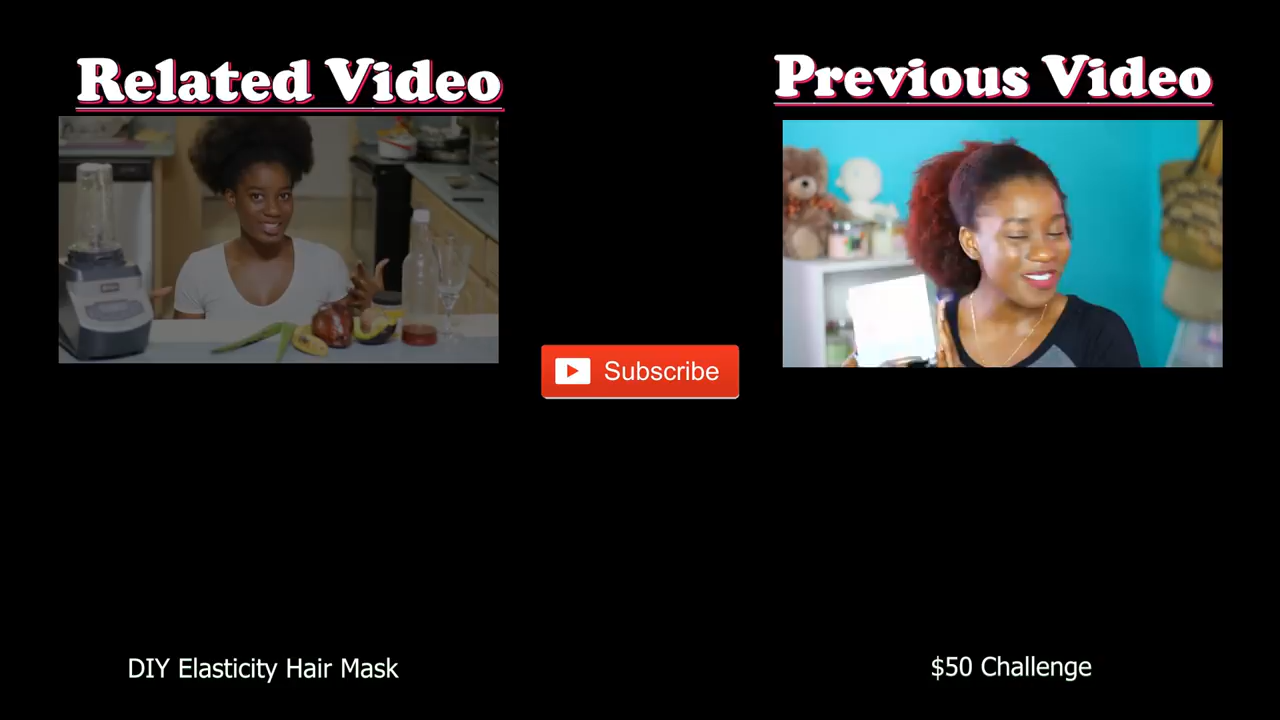 Related Video
Previous Video
Subscribe
DIY Elasticity Hair Mask
$50 Challenge